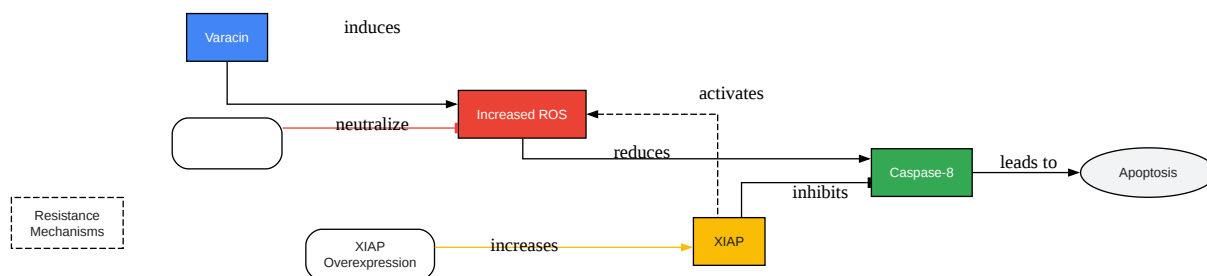 induces
Varacin
activates
Increased ROS
neutralize
reduces
leads to
Caspase-8
Apoptosis
inhibits
Resistance
Mechanisms
XIAP
Overexpression
increases
XIAP